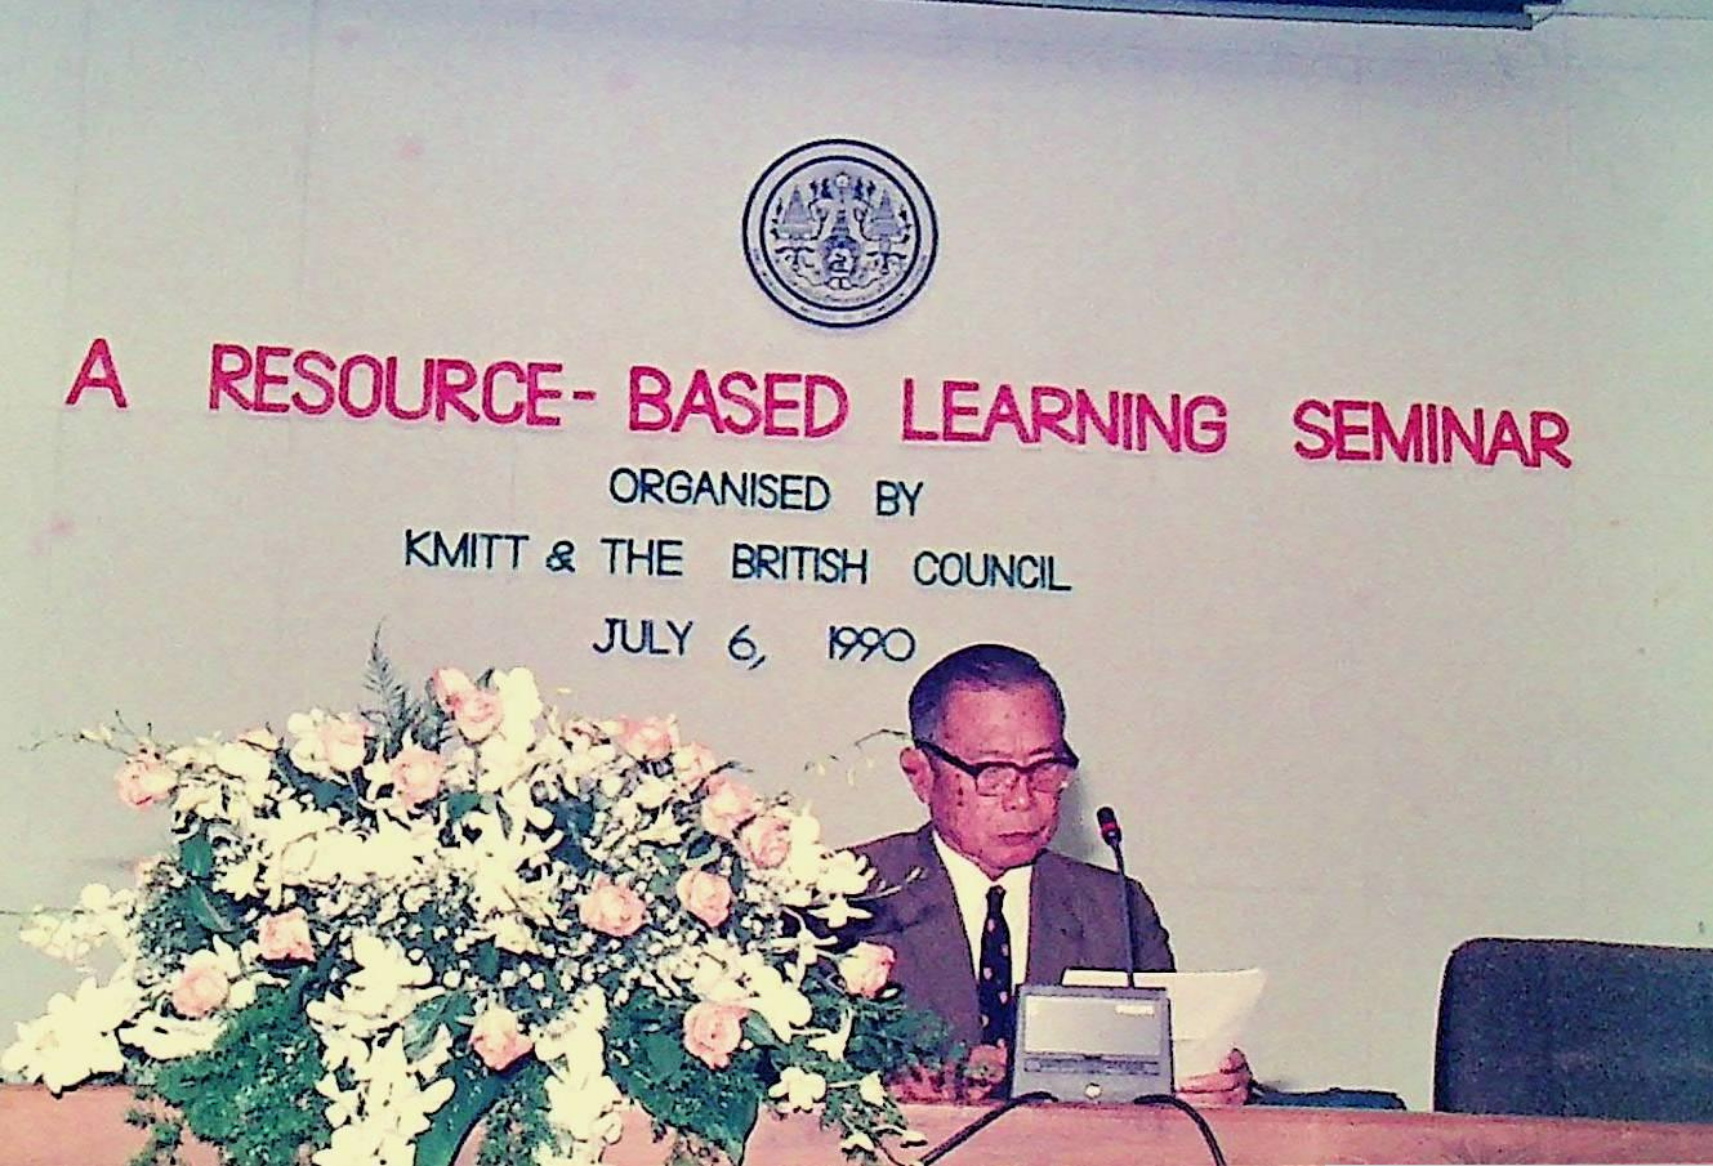 A RESOURCE-BASED LEARNING SEMINAR
ORGANISED BY
KMITT & THE BRITISH COUNCIL
JULY 6, 1990